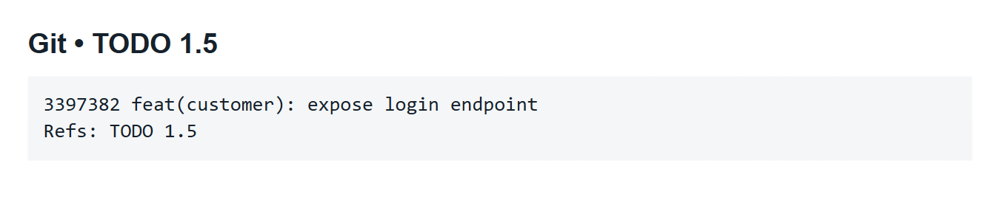 Git • TODO 1.5
3397382 feat(customer): expose login endpoint
Refs: TODO 1.5